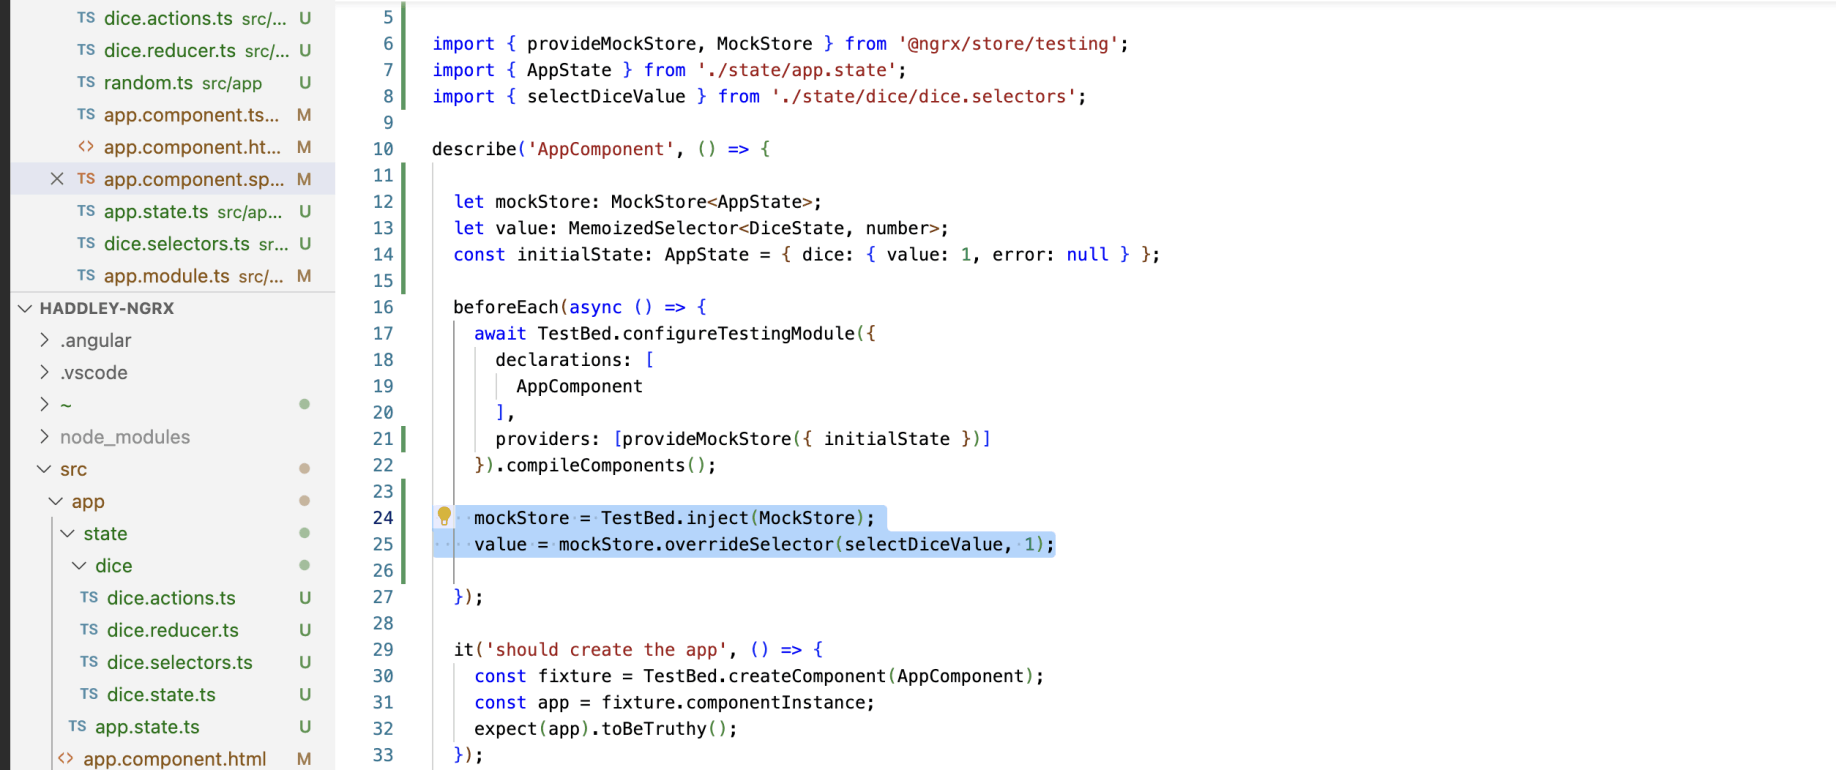 TS dice.actions.ts src/... U
TS dice.reducer.ts src/... U
TS random.ts src/app U
TS app.component.ts... M
<> app.component.ht... M
× TS app.component.sp... M
TS app.state.ts src/ap... U
TS dice.selectors.ts sr... U
TS app.module.ts src/... M
HADDLEY-NGRX
.angular
.vscode
~
node_modules
src
app
state
dice
TS dice.actions.ts U
TS dice.reducer.ts U
TS dice.selectors.ts U
TS dice.state.ts U
TS app.state.ts U
<> app.component.html M
5
6 import { provideMockStore, MockStore } from '@ngrx/store/testing';
7 import { AppState } from './state/app.state';
8 import { selectDiceValue } from './state/dice/dice.selectors';
9
10 describe('AppComponent', () => {
11
12 let mockStore: MockStore<AppState>;
13 let value: MemoizedSelector<DiceState, number>;
14 const initialState: AppState = { dice: { value: 1, error: null } };
15
16 beforeEach(async () => {
17 await TestBed.configureTestingModule({
18 declarations: [
19 AppComponent
20 ],
21 providers: [provideMockStore({ initialState })]
22 }).compileComponents();
23
24 mockStore = TestBed.inject(MockStore);
25 value = mockStore.overrideSelector(selectDiceValue, 1);
26
27 });
28
29 it('should create the app', () => {
30 const fixture = TestBed.createComponent(AppComponent);
31 const app = fixture.componentInstance;
32 expect(app).toBeTruthy();
33 });